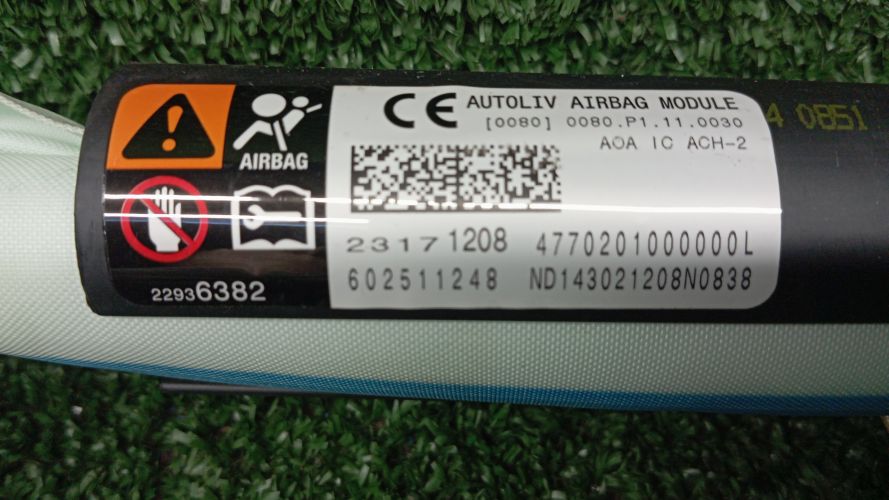 CE AUTOLIV AIRBAG MODULE
[0080] 0080.P1.11.0030
AOA IC ACH-2
AIRBAG
23171208 4770201000000L
602511248 ND143021208N0838
22936382
4 0851